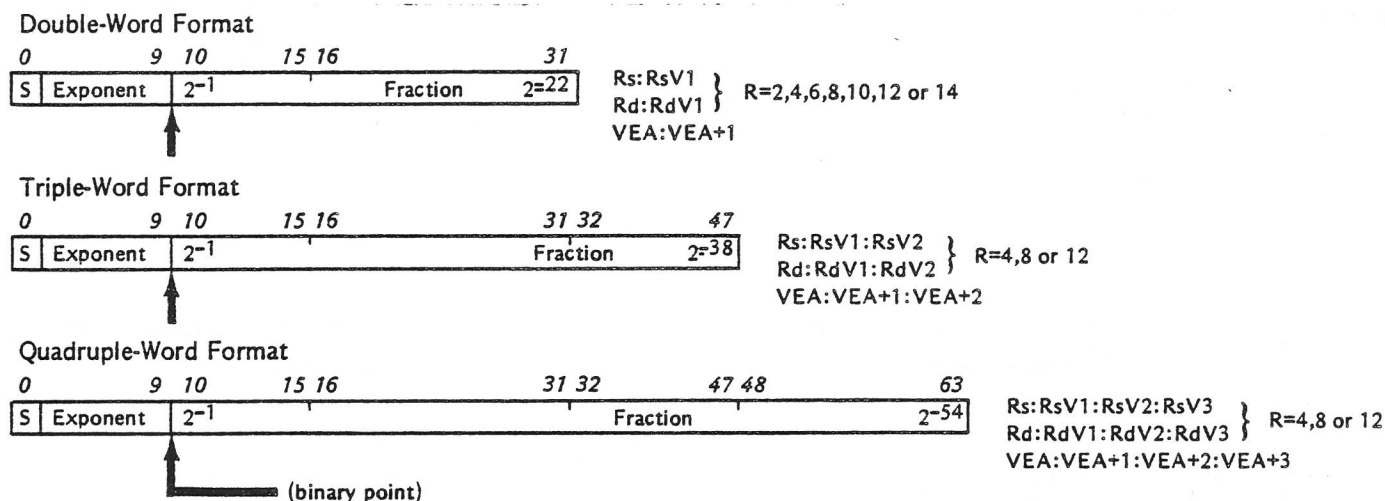 Double-Word Format
0 9 10 15 16 31
S Exponent 2⁻¹ Fraction 2⁼²² Rs:RsV1
Rd:RdV1 } R=2,4,6,8,10,12 or 14
VEA:VEA+1
Triple-Word Format
0 9 10 15 16 31 32 47
S Exponent 2⁻¹ Fraction 2⁼³⁸ Rs:RsV1:RsV2
Rd:RdV1:RdV2 } R=4,8 or 12
VEA:VEA+1:VEA+2
Quadruple-Word Format
0 9 10 15 16 31 32 47 48 63
S Exponent 2⁻¹ Fraction 2⁻⁵⁴ Rs:RsV1:RsV2:RsV3
Rd:RdV1:RdV2:RdV3 } R=4,8 or 12
VEA:VEA+1:VEA+2:VEA+3
(binary point)